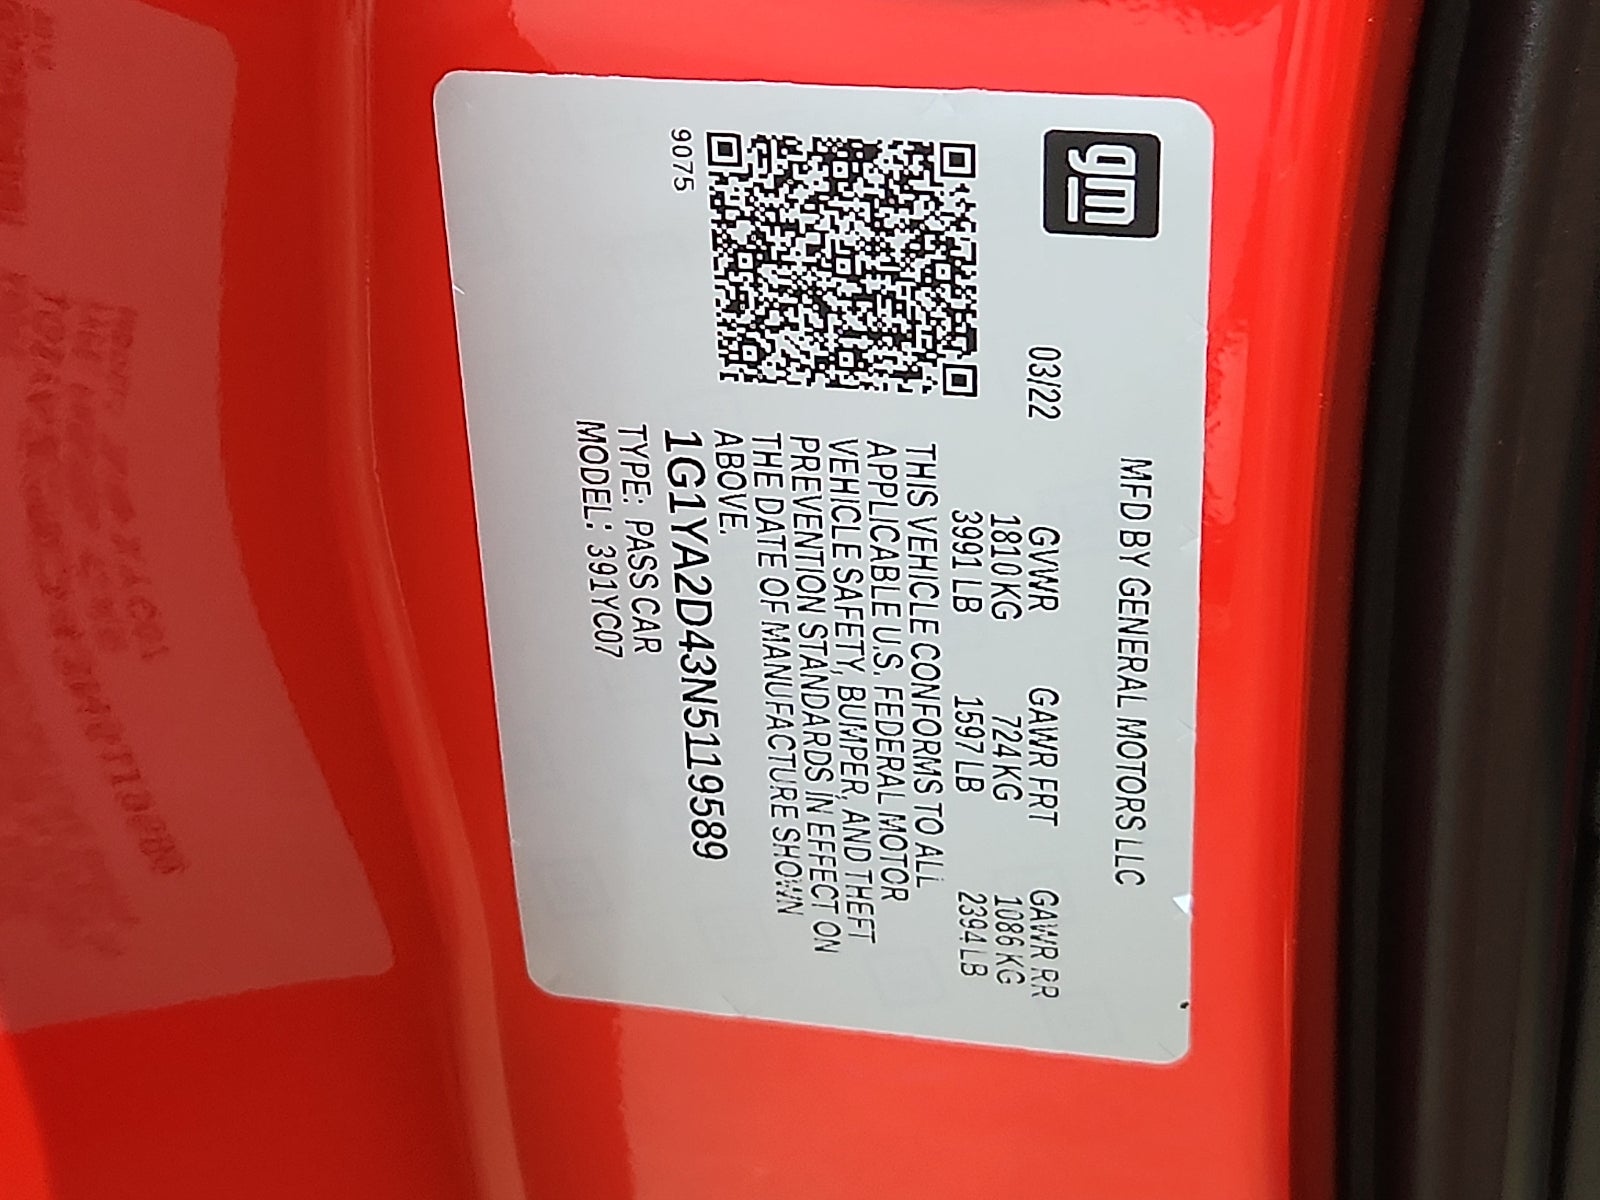 gm
MFD BY GENERAL MOTORS LLC
03/22 GVWR GAWR FRT GAWR RR
1810 KG 724 KG 1086 KG
3991 LB 1597 LB 2394 LB
THIS VEHICLE CONFORMS TO ALL
APPLICABLE U.S. FEDERAL MOTOR
VEHICLE SAFETY, BUMPER, AND THEFT
PREVENTION STANDARDS IN EFFECT ON
THE DATE OF MANUFACTURE SHOWN
ABOVE.
1G1YA2D43N5119589
TYPE: PASS CAR
MODEL: 391YC07
9075